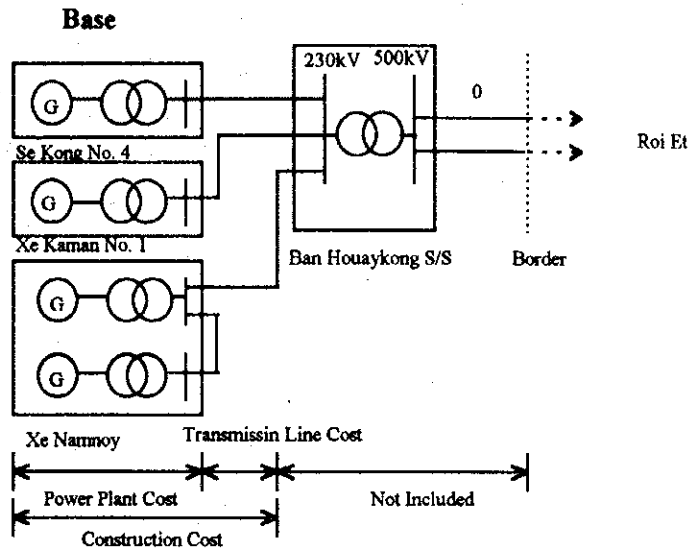 Base
230kV 500kV
0
G
Roi Et
Se Kong No. 4
G
Xe Kaman No. 1
Ban Houaykong S/S
Border
G
G
Xe Namnoy
Transmissin Line Cost
Power Plant Cost
Not Included
Construction Cost